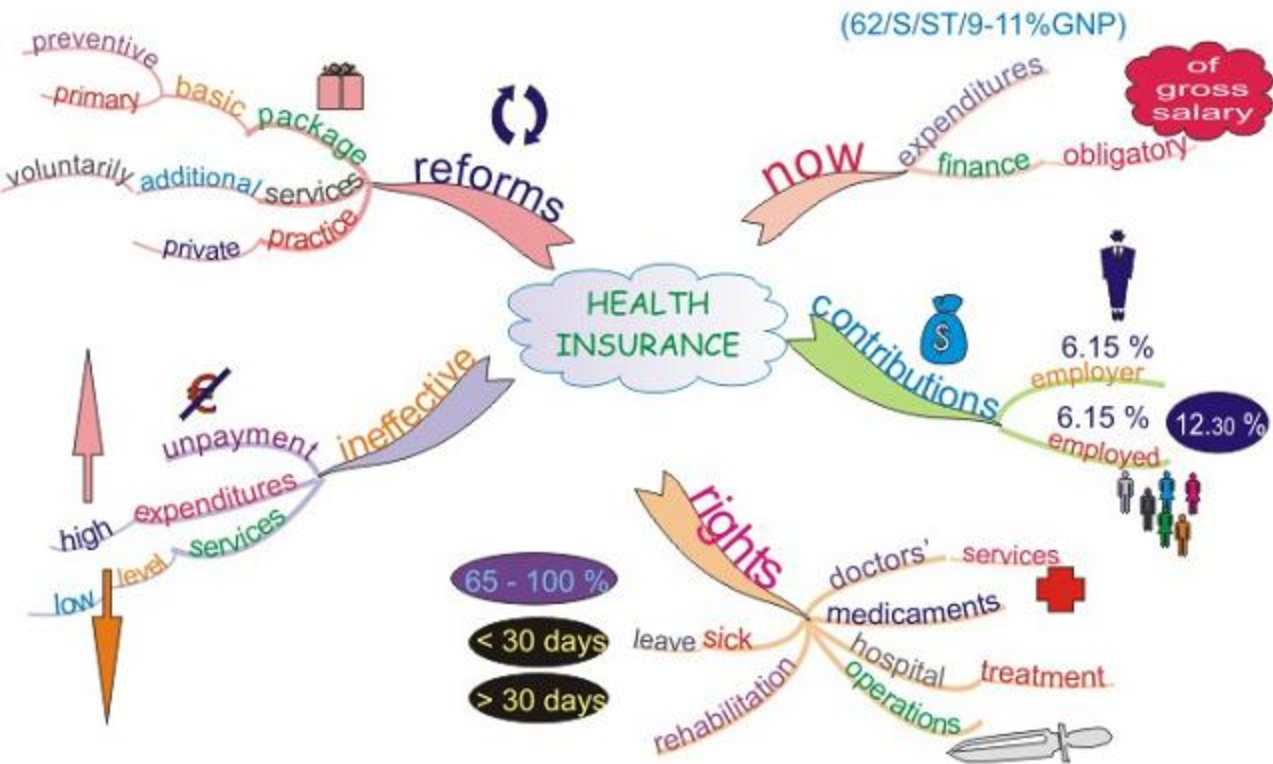 HEALTH
INSURANCE
now
(62/S/ST/9-11%GNP)
expenditures
finance
obligatory
of
gross
salary
contributions
$
6.15 %
employer
6.15 %
employed
12.30 %
rights
doctors' services
medicaments
hospital treatment
operations
rehabilitation
leave sick
65 - 100 %
< 30 days
> 30 days
ineffective
€
unpayment
high expenditures
low level services
reforms
preventive
primary
basic package
voluntarily additional services
private practice